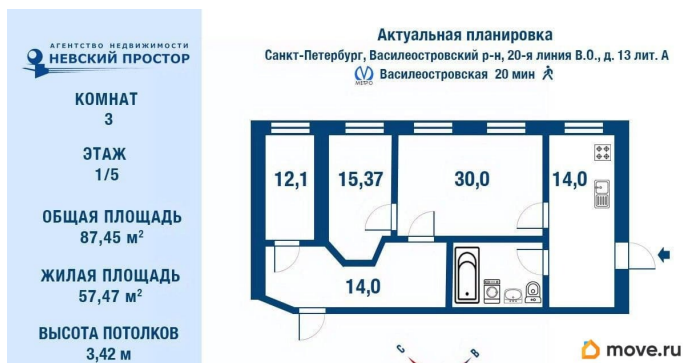 АГЕНТСТВО НЕДВИЖИМОСТИ
НЕВСКИЙ ПРОСТОР
КОМНАТ
3
ЭТАЖ
1/5
ОБЩАЯ ПЛОЩАДЬ
87,45 м²
ЖИЛАЯ ПЛОЩАДЬ
57,47 м²
ВЫСОТА ПОТОЛКОВ
3,42 м
Актуальная планировка
Санкт-Петербург, Василеостровский р-н, 20-я линия В.О., д. 13 лит. А
МЕТРО Василеостровская 20 мин
12,1
15,37
30,0
14,0
14,0
С
В
move.ru